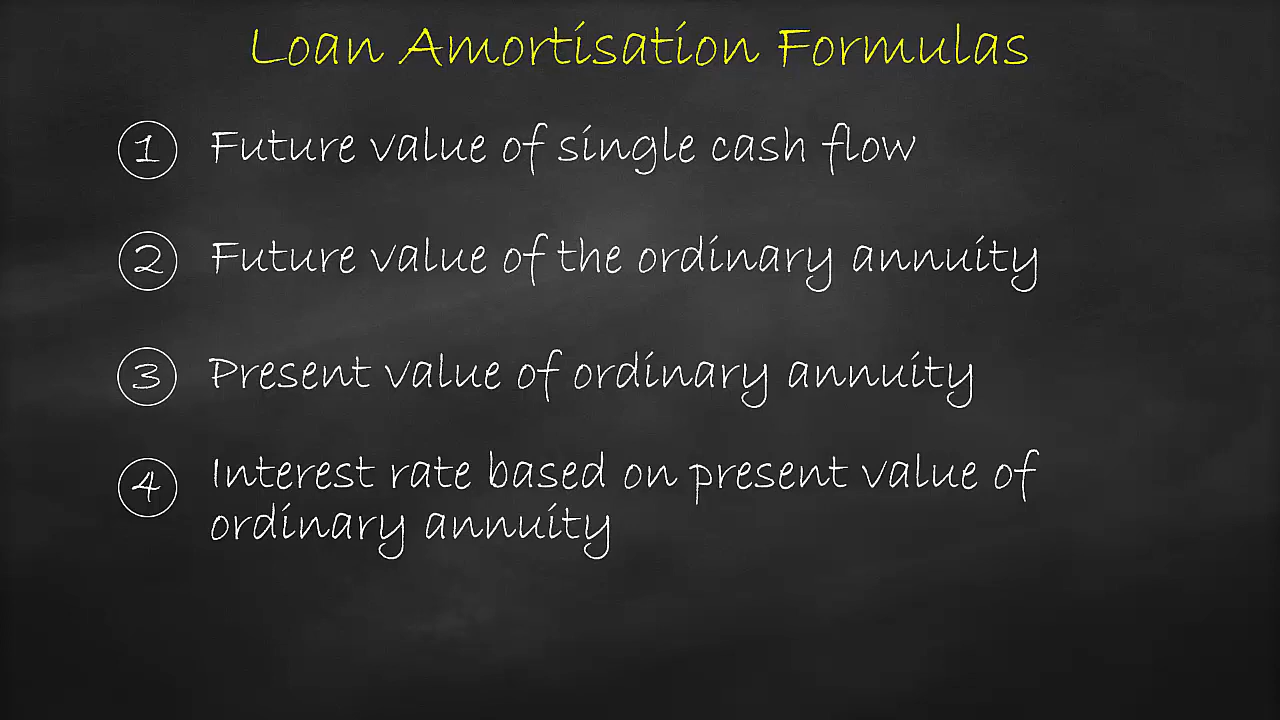 Loan Amortisation Formulas
1 Future value of single cash flow
2 Future value of the ordinary annuity
3 Present value of ordinary annuity
4 Interest rate based on present value of
ordinary annuity